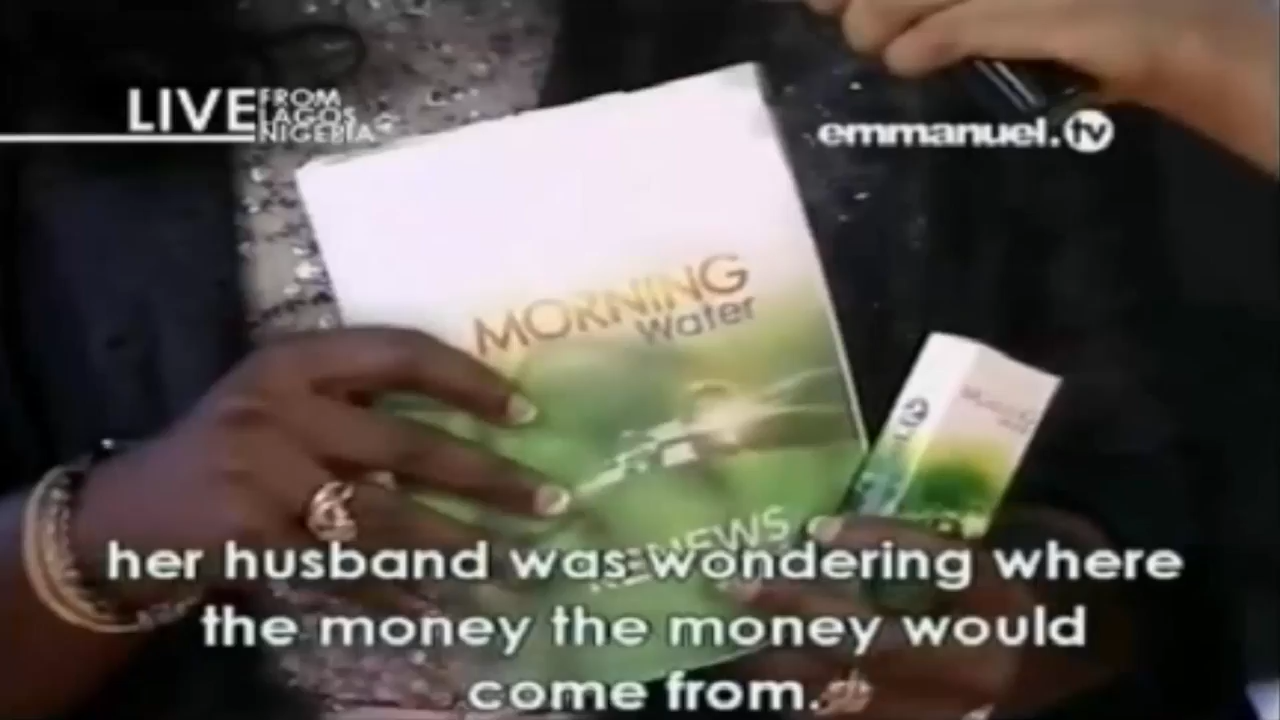 LIVE FROM
LAGOS
NIGERIA
emmanuel.tv
MORNING
Water
RENEWS
her husband was wondering where
the money the money would
come from.